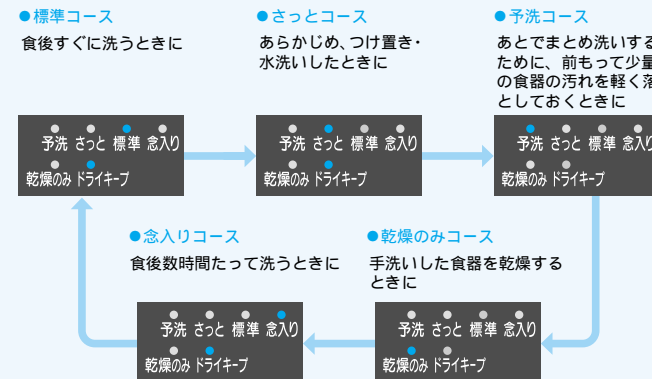 ●標準コース
食後すぐに洗うときに
●さっとコース
あらかじめ、つけ置き・
水洗いしたときに
●予洗コース
あとでまとめ洗いする
ために、前もって少量
の食器の汚れを軽く落
としておくときに
予洗 さっと 標準 念入り
乾燥のみ ドライキープ
予洗 さっと 標準 念入り
乾燥のみ ドライキープ
予洗 さっと 標準 念入り
乾燥のみ ドライキープ
●念入りコース
食後数時間たって洗うときに
●乾燥のみコース
手洗いした食器を乾燥する
ときに
予洗 さっと 標準 念入り
乾燥のみ ドライキープ
予洗 さっと 標準 念入り
乾燥のみ ドライキープ